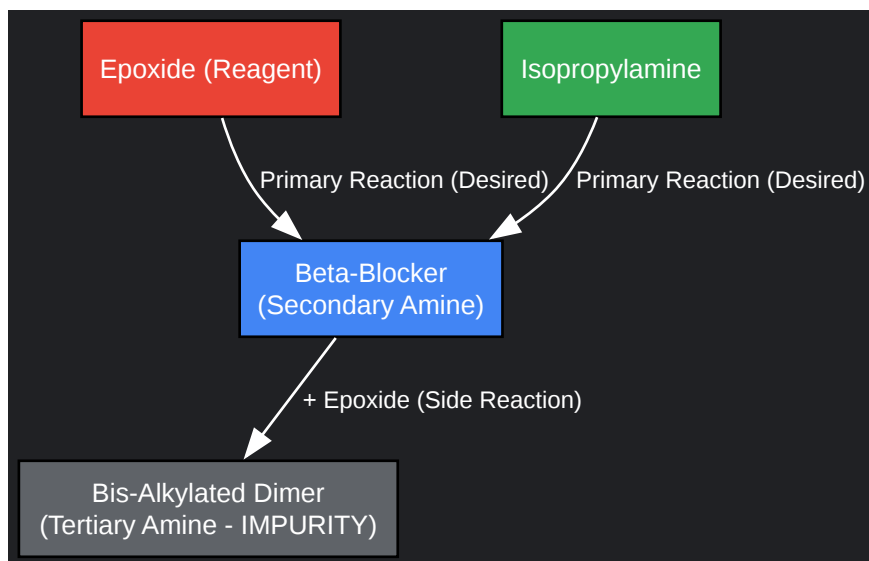 Epoxide (Reagent)
Isopropylamine
Primary Reaction (Desired)
Primary Reaction (Desired)
Beta-Blocker
(Secondary Amine)
+ Epoxide (Side Reaction)
Bis-Alkylated Dimer
(Tertiary Amine - IMPURITY)